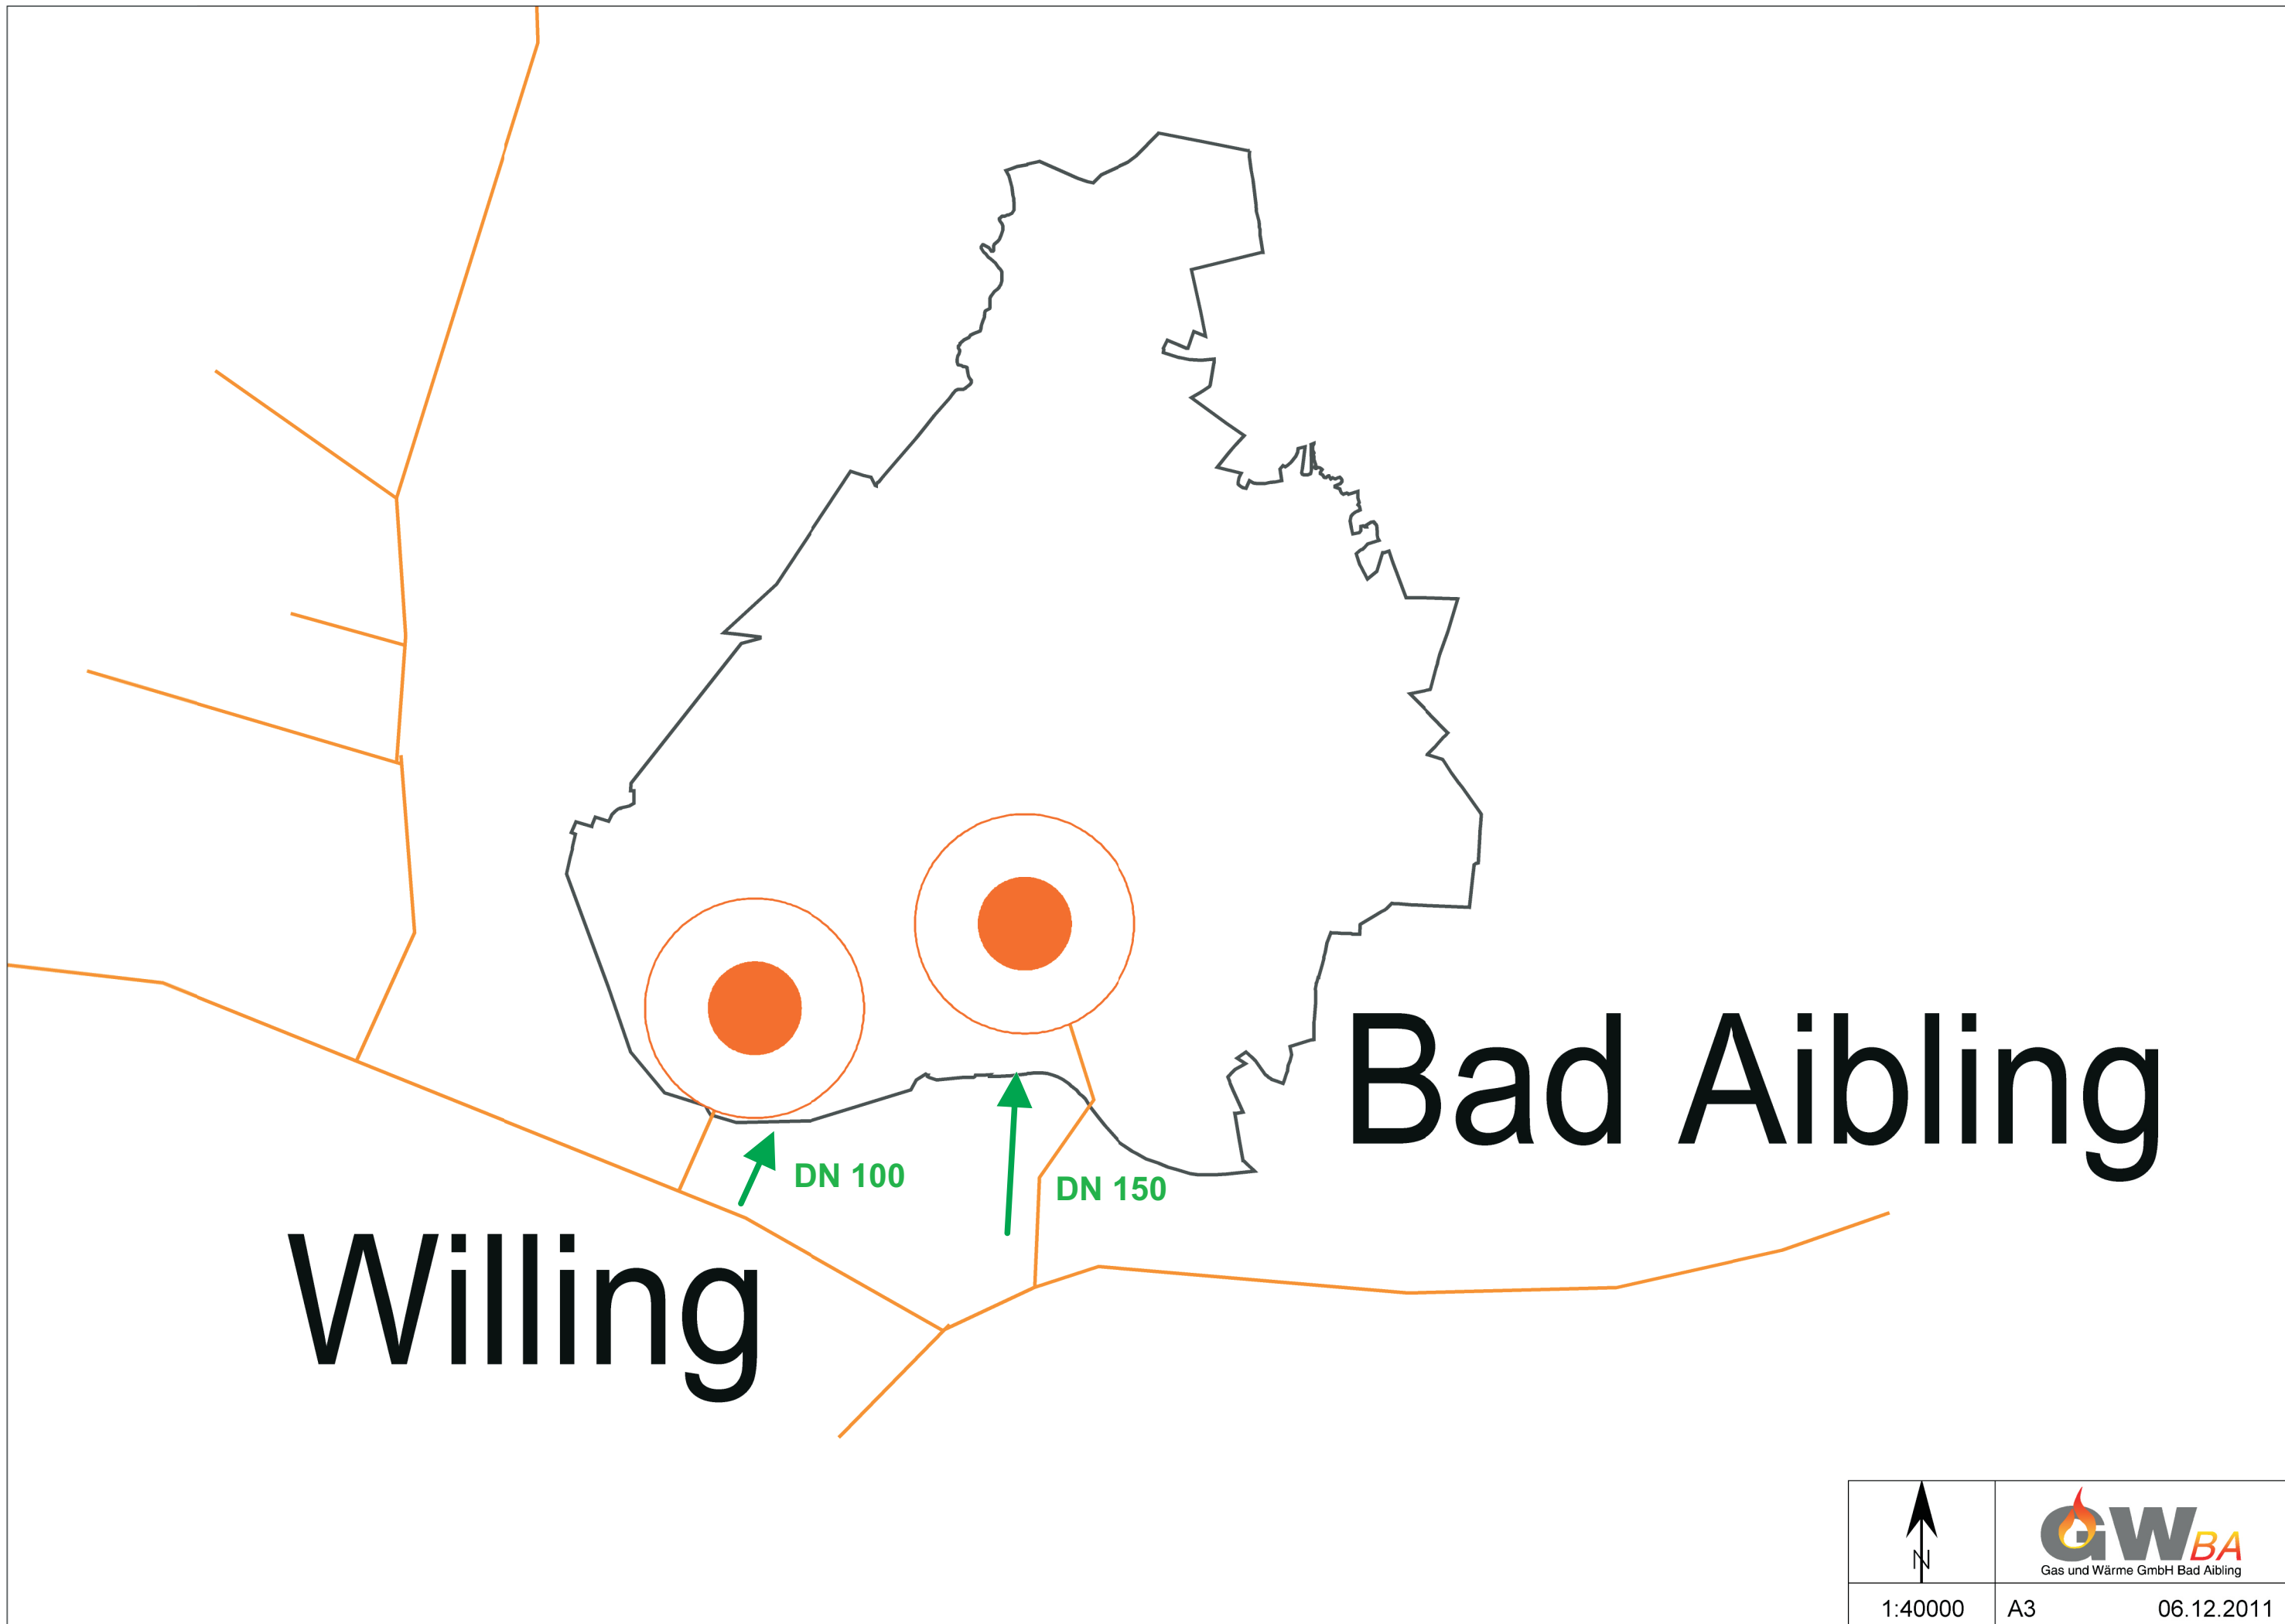 Bad Aibling
DN 100
DN 150
Willing
N
GWBA
Gas und Wärme GmbH Bad Aibling
1:40000
A3
06.12.2011